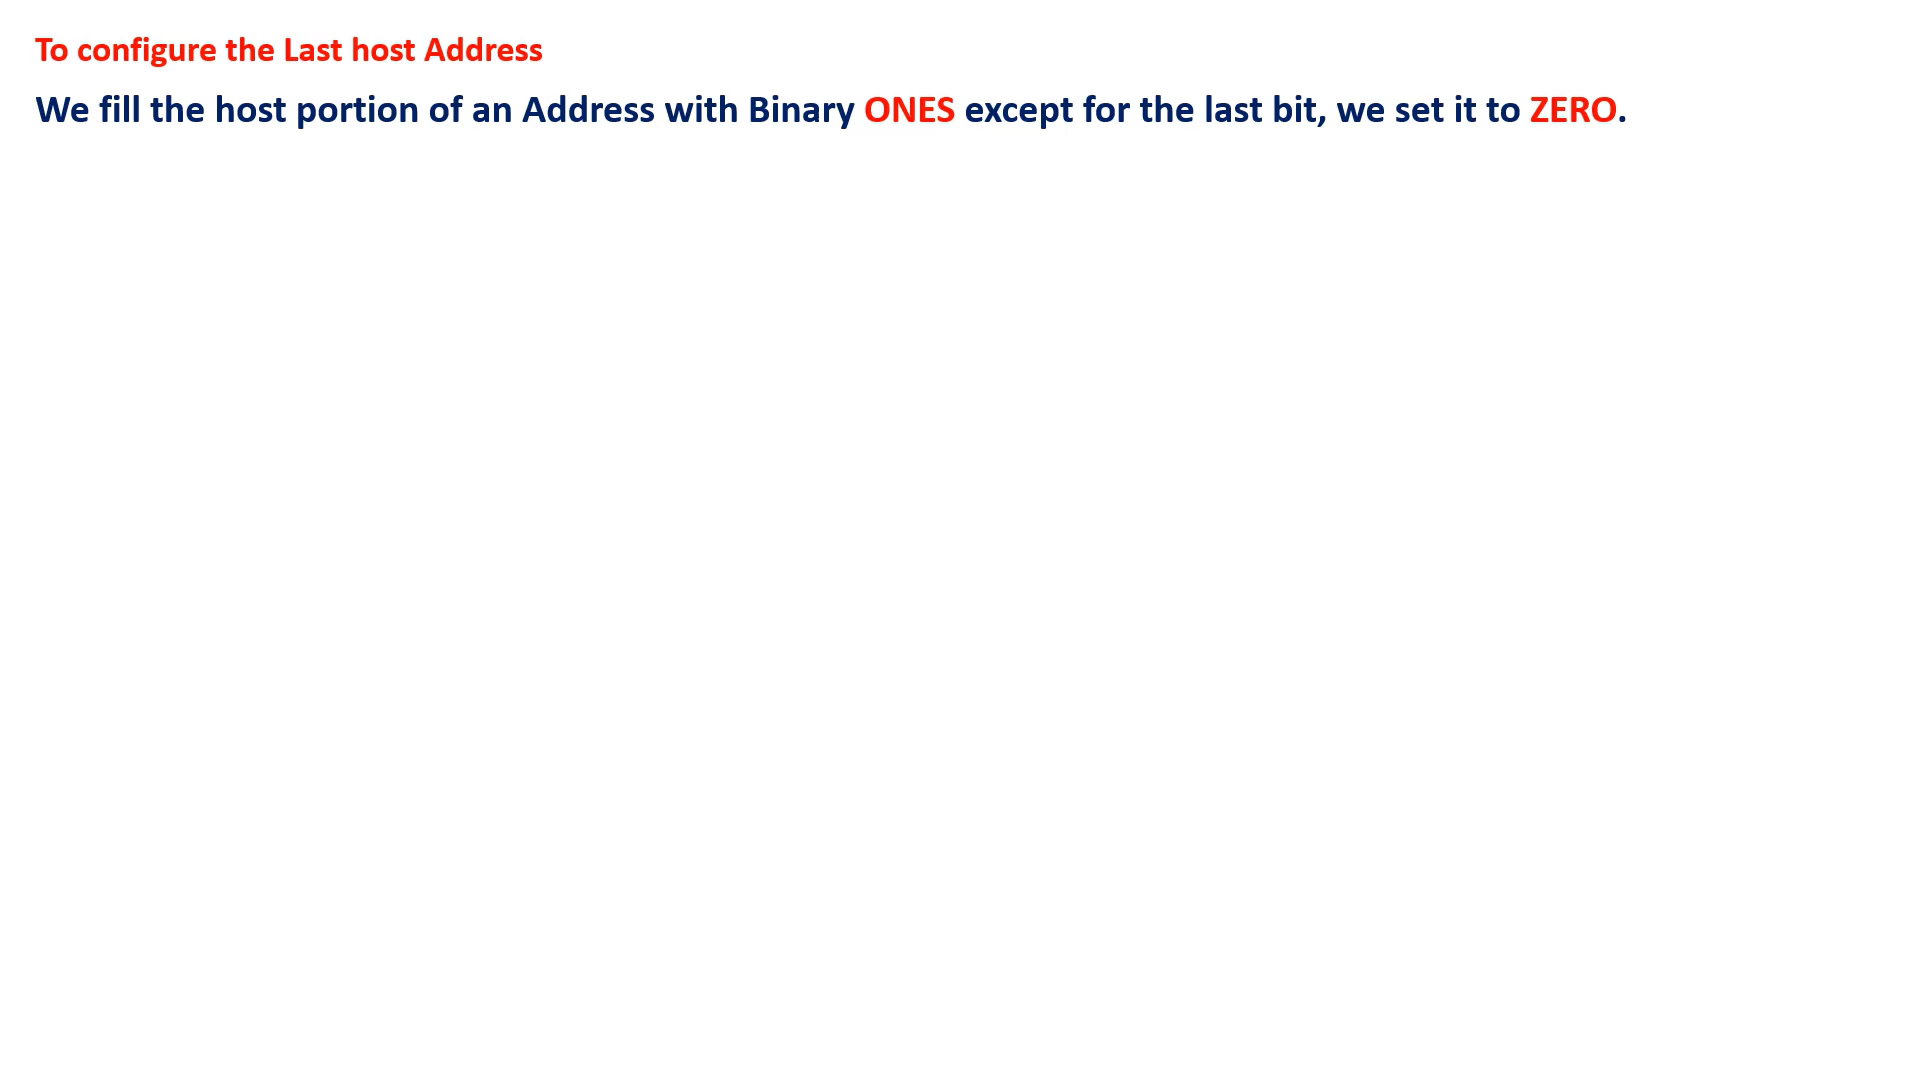 To configure the Last host Address
We fill the host portion of an Address with Binary ONES except for the last bit, we set it to ZERO.